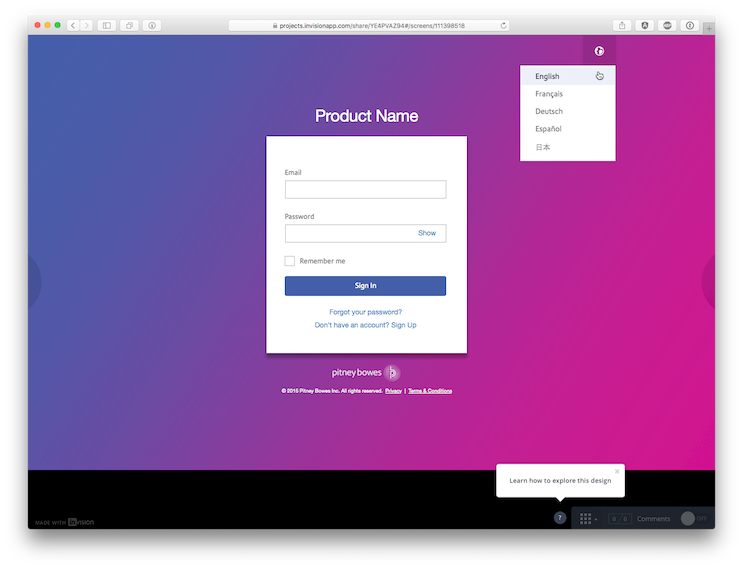 projects.invisionapp.com/share/YE4PVAZ94#/screens/111398518
English
Français
Deutsch
Español
日本
Product Name
Email
Password
Show
Remember me
Sign In
Forgot your password?
Don't have an account? Sign Up
pitney bowes
© 2015 Pitney Bowes Inc. All rights reserved. Privacy | Terms & Conditions
Learn how to explore this design
MADE WITH invision
?
0 / 0 Comments OFF